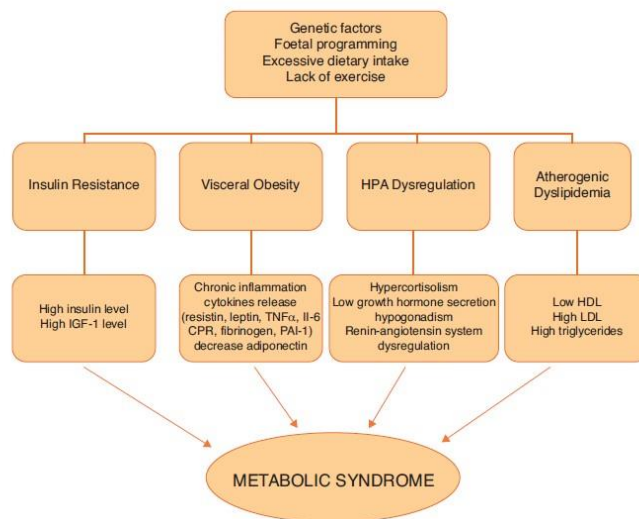 Genetic factors
Foetal programming
Excessive dietary intake
Lack of exercise
Insulin Resistance
Visceral Obesity
HPA Dysregulation
Atherogenic
Dyslipidemia
High insulin level
High IGF-1 level
Chronic inflammation
cytokines release
(resistin, leptin, TNFα, Il-6
CPR, fibrinogen, PAI-1)
decrease adiponectin
Hypercortisolism
Low growth hormone secretion
hypogonadism
Renin-angiotensin system
dysregulation
Low HDL
High LDL
High triglycerides
METABOLIC SYNDROME